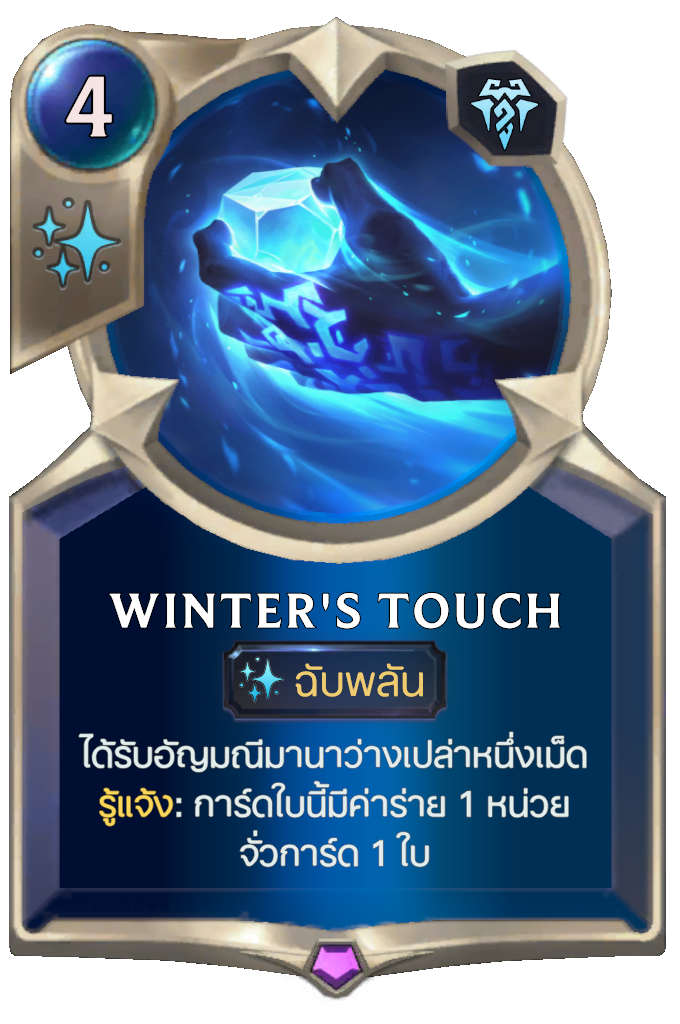 4
WINTER'S TOUCH
ฉับพลัน
ได้รับอัญมณีมานาว่างเปล่าหนึ่งเม็ด
รู้แจ้ง: การ์ดใบนี้มีค่าร่าย 1 หน่วย
จั่วการ์ด 1 ใบ